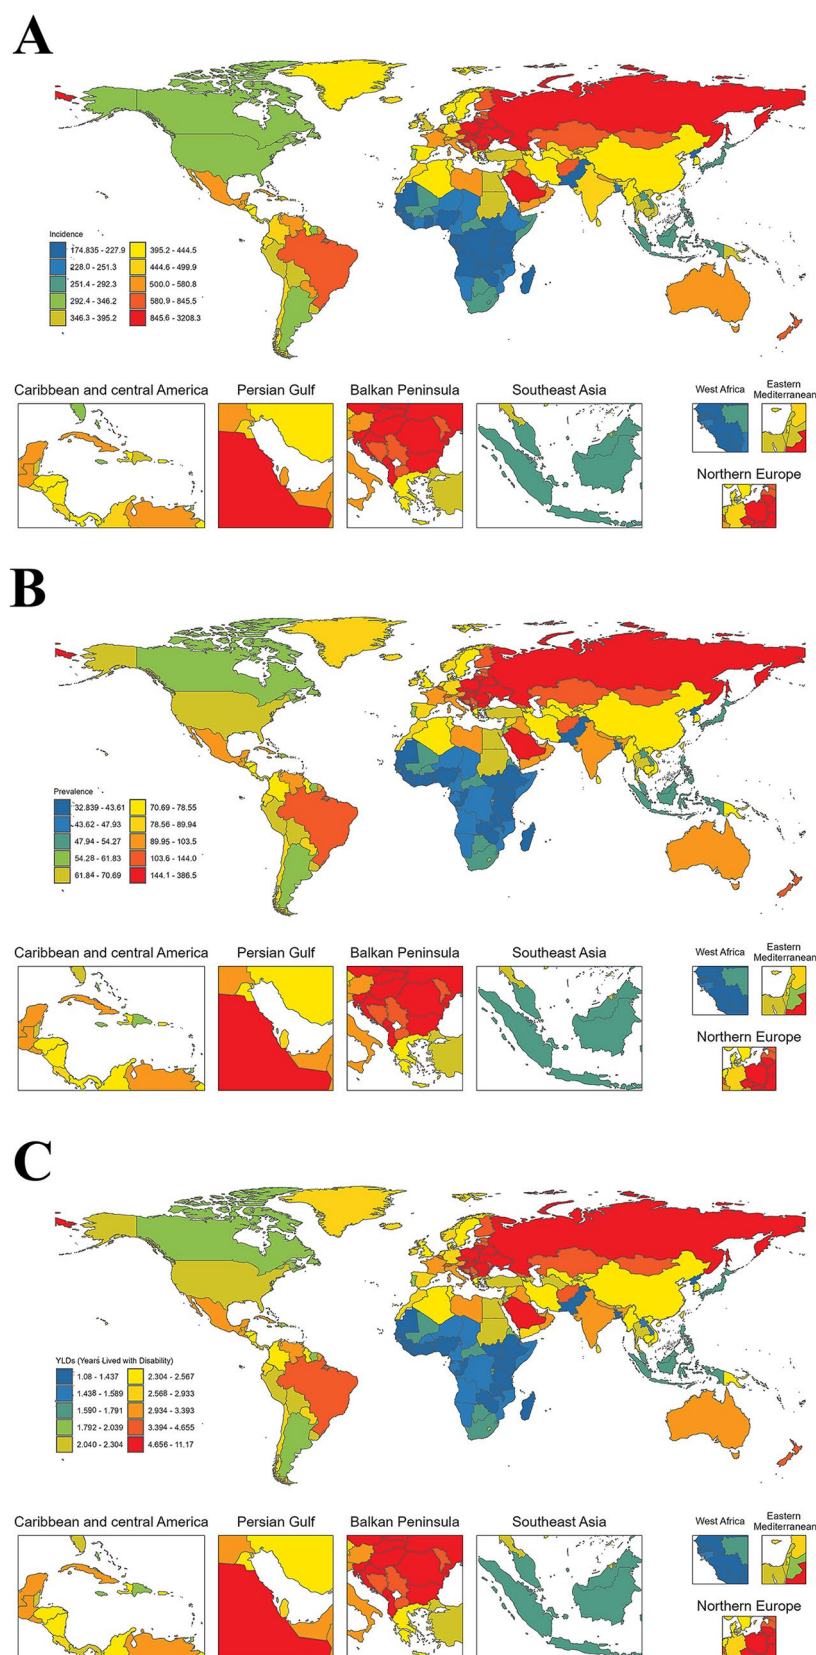 A
Incidence
174.835 - 227.9 395.2 - 444.5
228.0 - 251.3 444.6 - 499.9
251.4 - 292.3 500.0 - 580.8
292.4 - 346.2 580.9 - 845.5
346.3 - 395.2 845.6 - 3208.3
Caribbean and central America Persian Gulf Balkan Peninsula Southeast Asia West Africa Eastern Mediterranean
Northern Europe
B
Prevalence
32.839 - 43.61 70.69 - 78.55
43.62 - 47.93 78.56 - 89.94
47.94 - 54.27 89.95 - 103.5
54.28 - 61.83 103.6 - 144.0
61.84 - 70.69 144.1 - 386.5
Caribbean and central America Persian Gulf Balkan Peninsula Southeast Asia West Africa Eastern Mediterranean
Northern Europe
C
YLDs (Years Lived with Disability)
1.08 - 1.437 2.304 - 2.567
1.438 - 1.589 2.568 - 2.933
1.590 - 1.791 2.934 - 3.393
1.792 - 2.039 3.394 - 4.655
2.040 - 2.304 4.656 - 11.17
Caribbean and central America Persian Gulf Balkan Peninsula Southeast Asia West Africa Eastern Mediterranean
Northern Europe